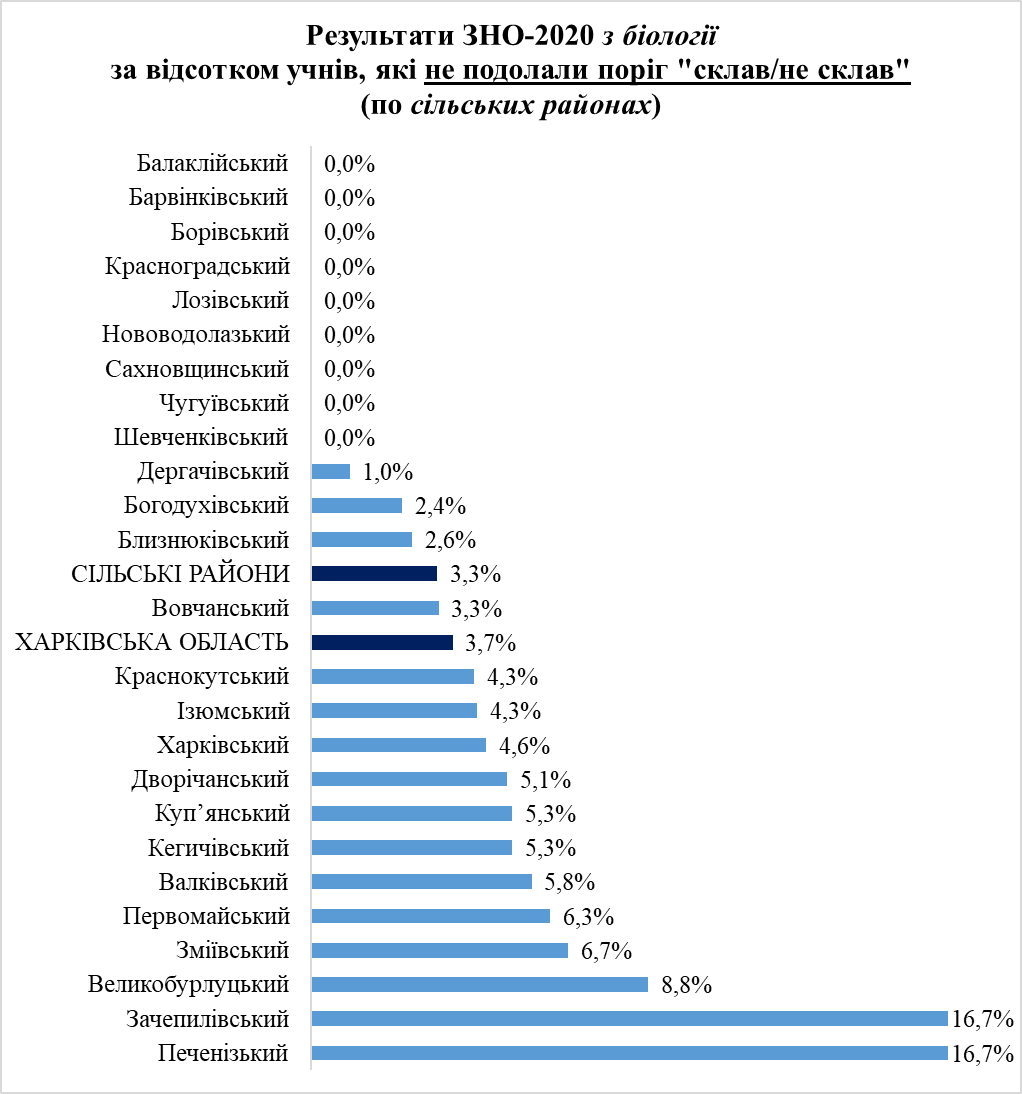 Результати ЗНО-2020 з біології
за відсотком учнів, які не подолали поріг "склав/не склав"
(по сільських районах)
Балаклійський 0,0%
Барвінківський 0,0%
Борівський 0,0%
Красноградський 0,0%
Лозівський 0,0%
Нововодолазький 0,0%
Сахновщинський 0,0%
Чугуївський 0,0%
Шевченківський 0,0%
Дергачівський 1,0%
Богодухівський 2,4%
Близнюківський 2,6%
СІЛЬСЬКІ РАЙОНИ 3,3%
Вовчанський 3,3%
ХАРКІВСЬКА ОБЛАСТЬ 3,7%
Краснокутський 4,3%
Ізюмський 4,3%
Харківський 4,6%
Дворічанський 5,1%
Куп’янський 5,3%
Кегичівський 5,3%
Валківський 5,8%
Первомайський 6,3%
Зміївський 6,7%
Великобурлуцький 8,8%
Зачепилівський 16,7%
Печенізький 16,7%